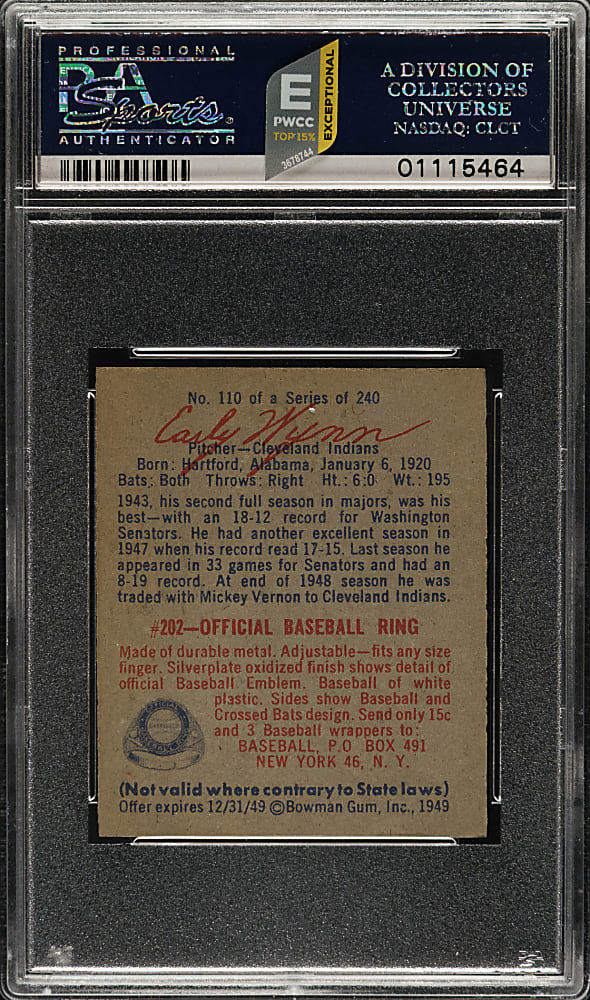 PROFESSIONAL
PSA
Sports
AUTHENTICATOR
E
PWCC
TOP 15%
EXCEPTIONAL
3678744
A DIVISION OF
COLLECTORS
UNIVERSE
NASDAQ: CLCT
01115464
No. 110 of a Series of 240
Early Wynn
Pitcher—Cleveland Indians
Born: Hartford, Alabama, January 6, 1920
Bats: Both Throws: Right Ht.: 6:0 Wt.: 195
1943, his second full season in majors, was his
best—with an 18-12 record for Washington
Senators. He had another excellent season in
1947 when his record read 17-15. Last season he
appeared in 33 games for Senators and had an
8-19 record. At end of 1948 season he was
traded with Mickey Vernon to Cleveland Indians.
#202—OFFICIAL BASEBALL RING
Made of durable metal. Adjustable—fits any size
finger. Silverplate oxidized finish shows detail of
official Baseball Emblem. Baseball of white
plastic. Sides show Baseball and
Crossed Bats design. Send only 15c
and 3 Baseball wrappers to:
BASEBALL, P.O BOX 491
NEW YORK 46, N. Y.
OFFICIAL
(Not valid where contrary to State laws)
Offer expires 12/31/49 ©Bowman Gum, Inc., 1949